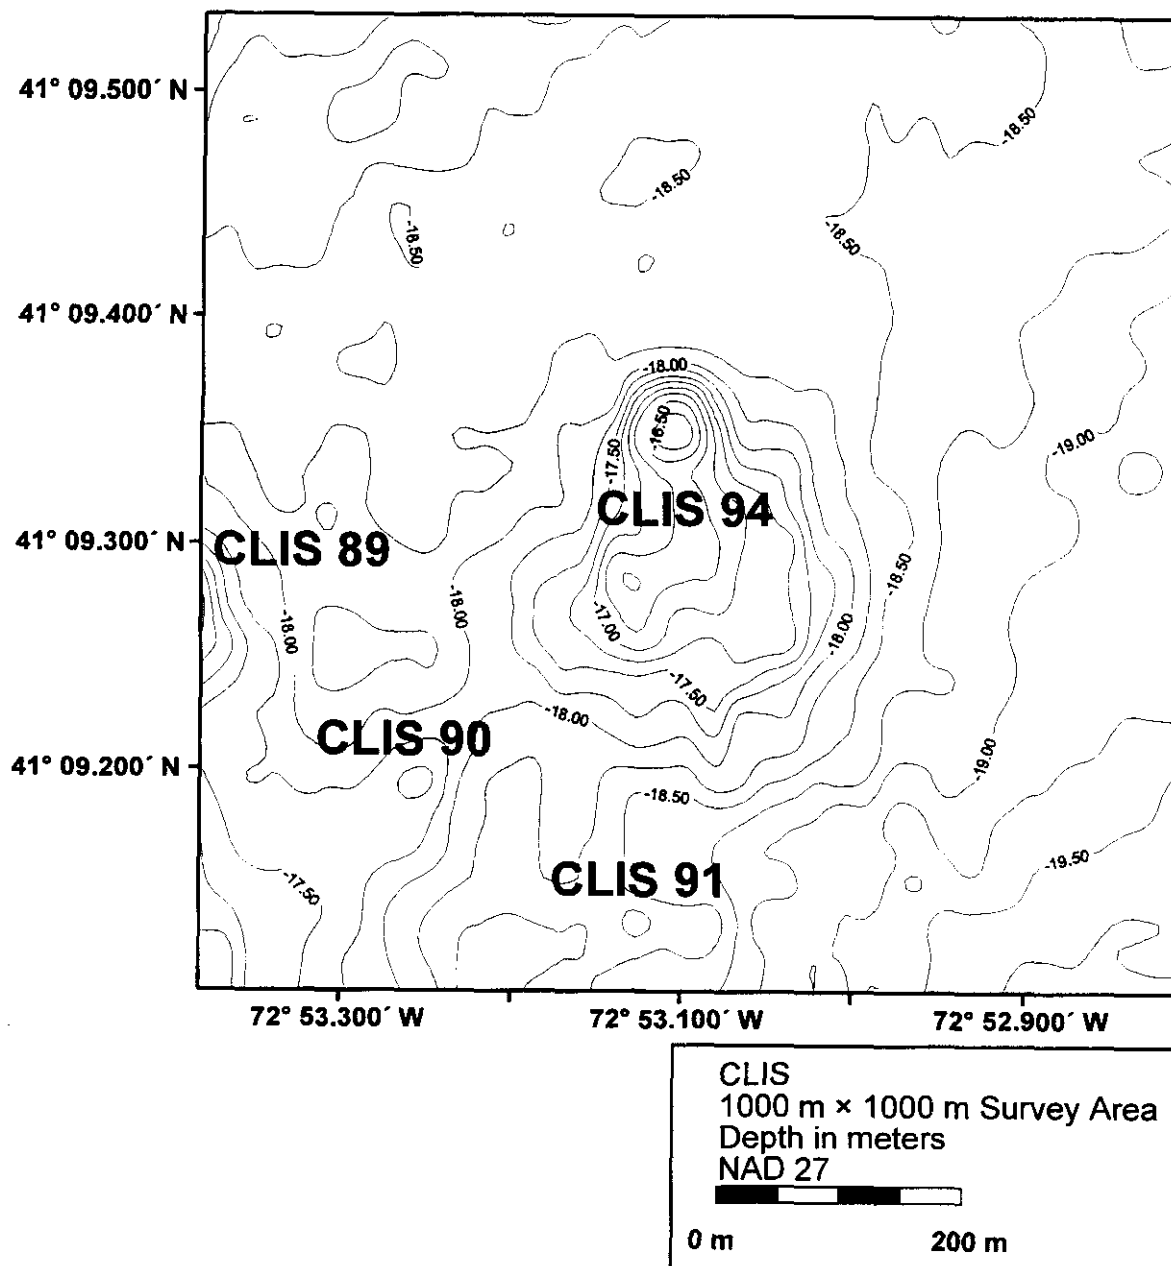 41° 09.500´ N
-18.50
-18.50
-18.50
-18.50
41° 09.400´ N
-18.00
-16.50
-19.00
-17.50
CLIS 94
41° 09.300´ N
CLIS 89
-18.50
-18.00
-17.00
-18.00
-18.00
-17.50
-18.00
CLIS 90
-19.00
41° 09.200´ N
-18.50
-19.50
CLIS 91
-17.50
72° 53.300´ W
72° 53.100´ W
72° 52.900´ W
CLIS
1000 m × 1000 m Survey Area
Depth in meters
NAD 27
0 m
200 m